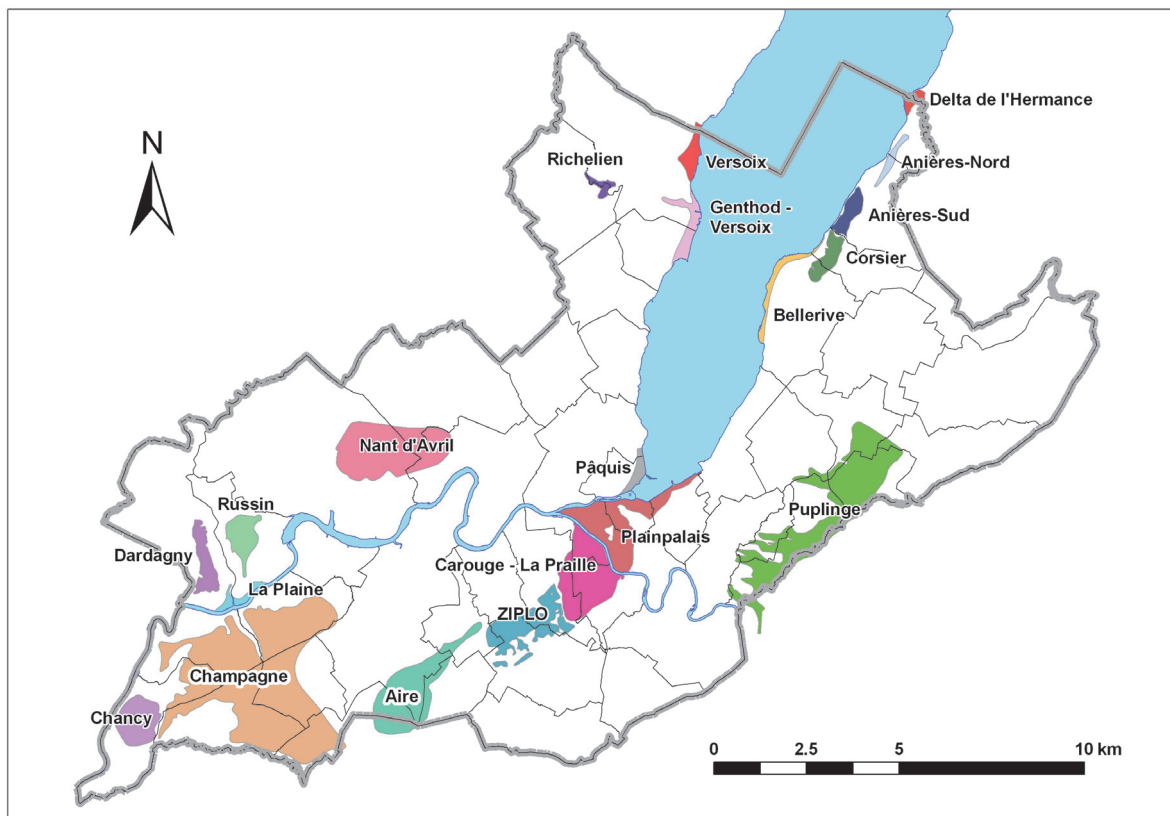 Delta de l'Hermance
N
Richelien
Versoix
Anières-Nord
Genthod -
Versoix
Anières-Sud
Corsier
Bellerive
Nant d'Avril
Pâquis
Russin
Puplinge
Dardagny
Plainpalais
Carouge - La Praille
La Plaine
ZIPLO
Champagne
Aire
Chancy
0 2.5 5 10 km